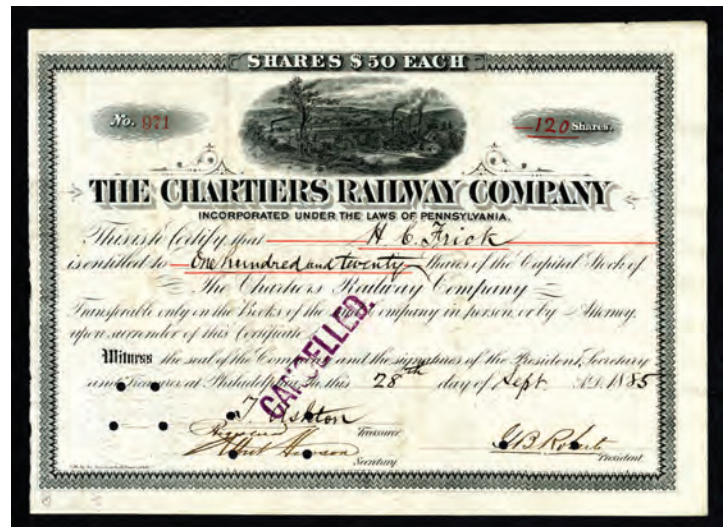 SHARES $50 EACH
No. 971
120 Shares.
THE CHARTIERS RAILWAY COMPANY
INCORPORATED UNDER THE LAWS OF PENNSYLVANIA.
This is to Certify, that H C Frick
is entitled to One hundred and twenty Shares of the Capital Stock of
The Chartiers Railway Company
Transferable only on the Books of the said Company in person or by Attorney,
upon surrender of this Certificate.
CANCELLED.
Witness the seal of the Company and the signatures of the President, Secretary
and Treasurer at Philadelphia this 28th day of Sept A.D. 1885
T. Ashton
Treasurer
Secretary
G B Roberts
President